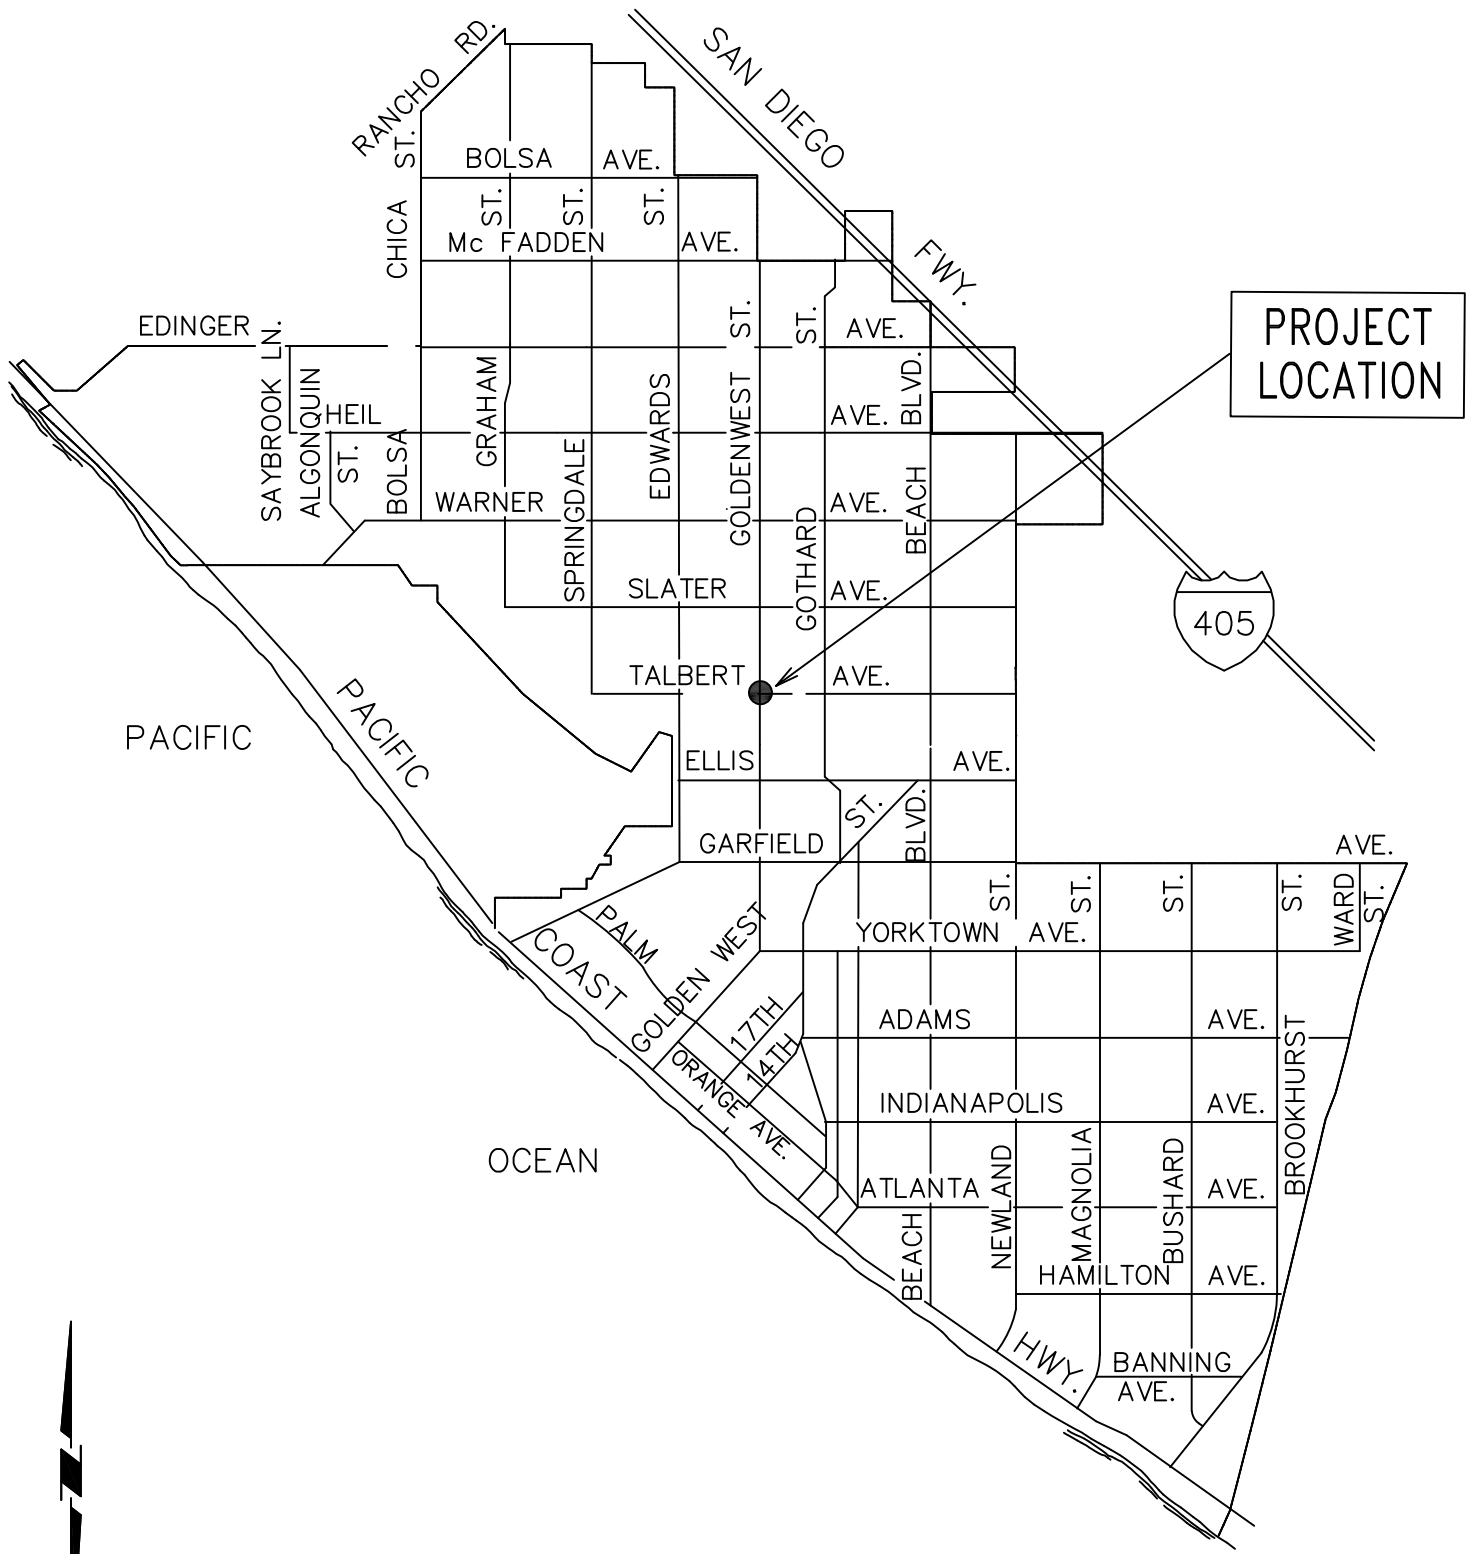 RANCHO RD.
SAN DIEGO FWY.
BOLSA AVE.
BOLSA CHICA ST.
Mc FADDEN AVE.
PROJECT
LOCATION
EDINGER AVE.
SAYBROOK LN.
ALGONQUIN
ST.
HEIL AVE.
GRAHAM ST.
SPRINGDALE ST.
EDWARDS ST.
GOLDENWEST ST.
GOTHARD ST.
BEACH BLVD.
WARNER AVE.
SLATER AVE.
405
TALBERT AVE.
PACIFIC
PACIFIC
ELLIS AVE.
ST.
BLVD.
GARFIELD AVE.
COAST
PALM
GOLDEN WEST
YORKTOWN AVE.
ST.
ST.
ST.
ST.
WARD ST.
17TH
14TH
ORANGE AVE.
ADAMS AVE.
INDIANAPOLIS AVE.
OCEAN
ATLANTA AVE.
BEACH
NEWLAND
MAGNOLIA
BUSHARD
BROOKHURST
HAMILTON AVE.
HWY.
BANNING
AVE.